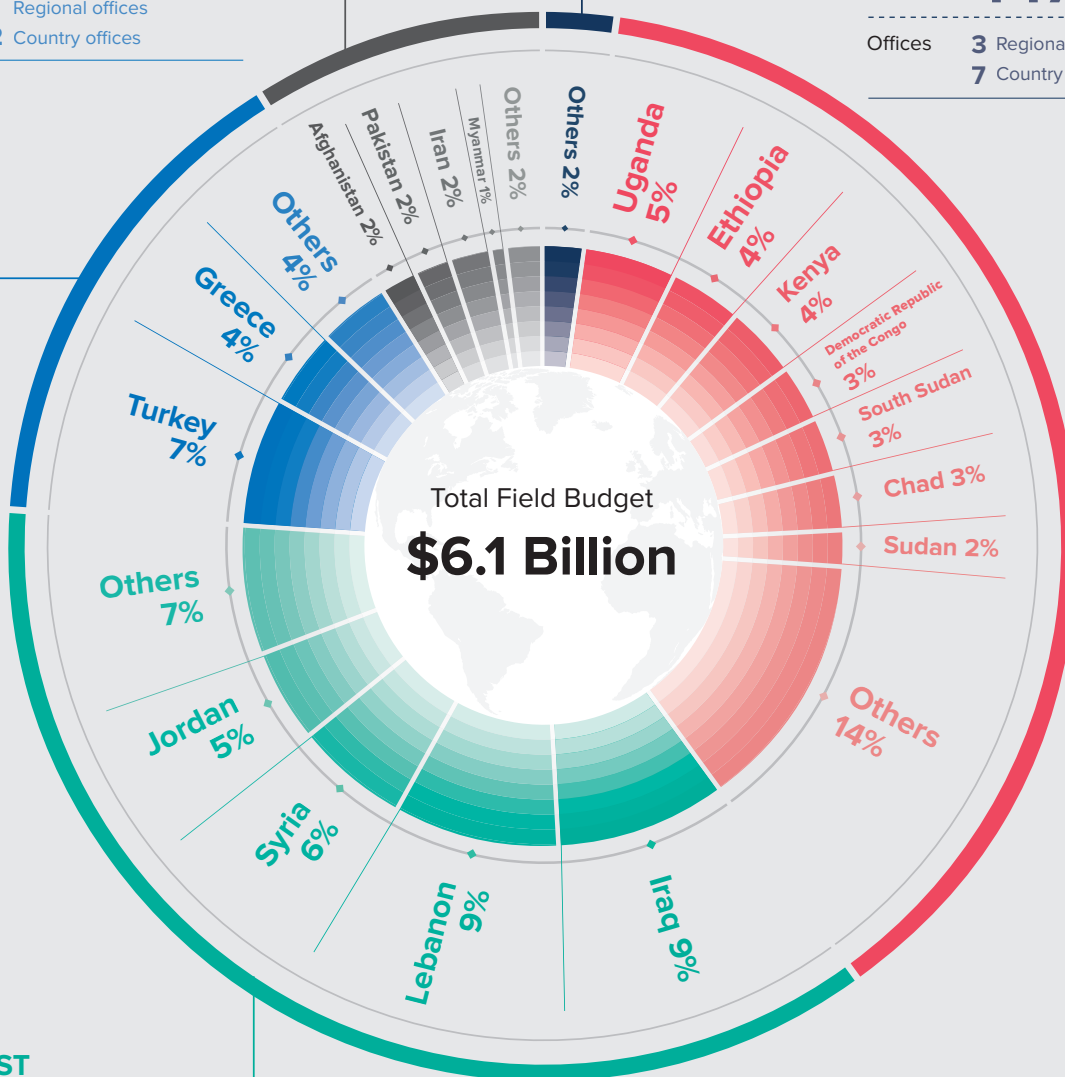 Regional offices
2 Country offices
Offices 3 Regional
7 Country
Others 2%
Uganda
5%
Ethiopia
4%
Kenya
4%
Democratic Republic
of the Congo
3%
South Sudan
3%
Chad 3%
Sudan 2%
Others
14%
Iraq 9%
Lebanon
9%
Syria
6%
Jordan
5%
Others
7%
Turkey
7%
Greece
4%
Others
4%
Afghanistan 2%
Pakistan 2%
Iran 2%
Myanmar 1%
Others 2%
Total Field Budget
$6.1 Billion
ST